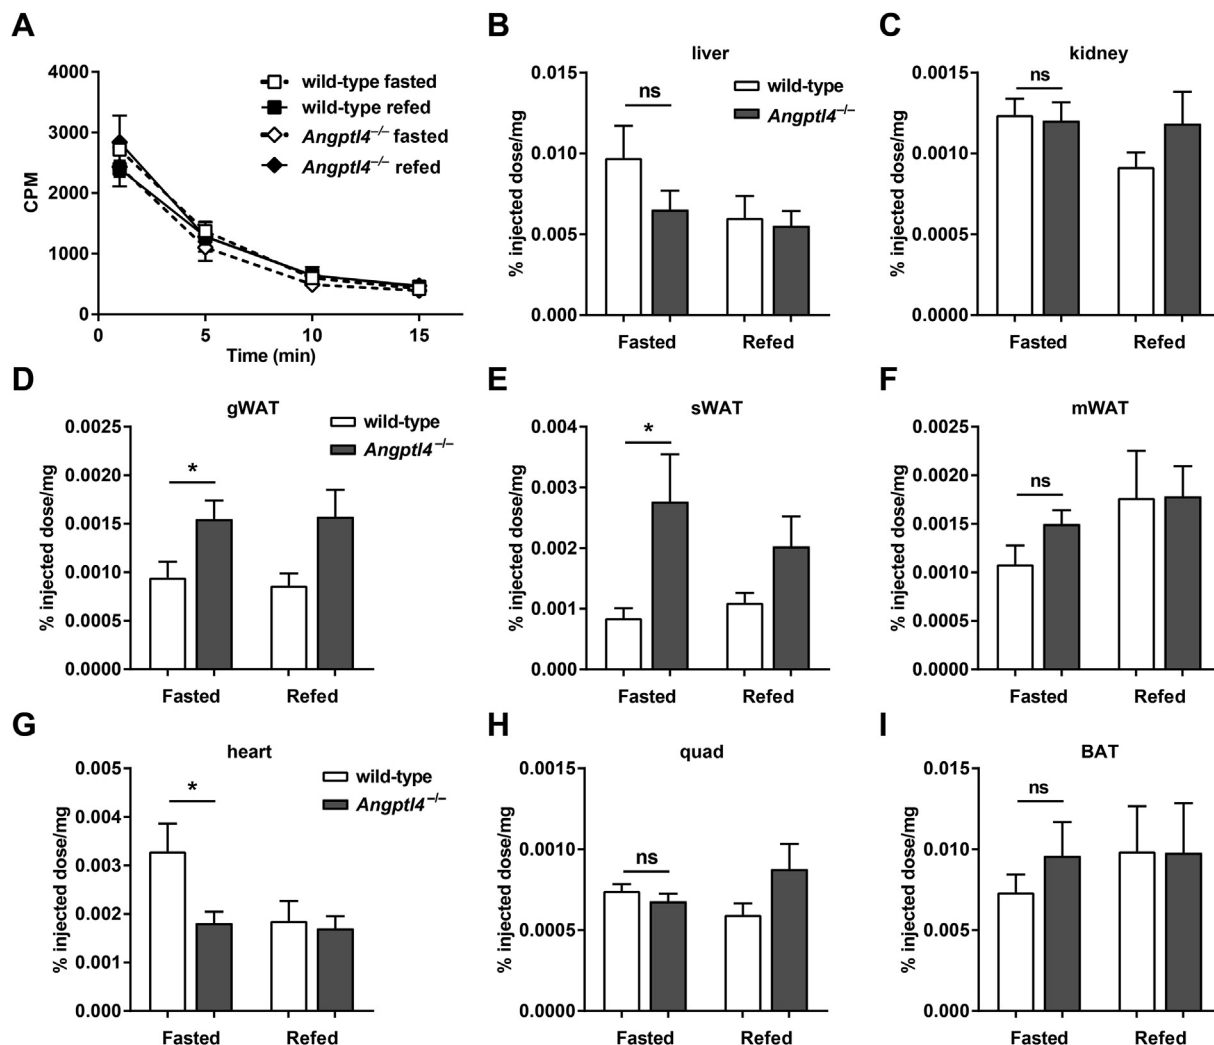 A
4000
3000
2000
1000
0
CPM
0
5
10
15
Time (min)
wild-type fasted
wild-type refed
Angptl4–/– fasted
Angptl4–/– refed
B
liver
0.015
0.010
0.005
0.000
% injected dose/mg
ns
wild-type
Angptl4–/–
Fasted
Refed
C
kidney
0.0015
0.0010
0.0005
0.0000
% injected dose/mg
ns
Fasted
Refed
D
gWAT
0.0025
0.0020
0.0015
0.0010
0.0005
0.0000
% injected dose/mg
*
wild-type
Angptl4–/–
Fasted
Refed
E
sWAT
0.004
0.003
0.002
0.001
0.000
% injected dose/mg
*
Fasted
Refed
F
mWAT
0.0025
0.0020
0.0015
0.0010
0.0005
0.0000
% injected dose/mg
ns
Fasted
Refed
G
heart
0.005
0.004
0.003
0.002
0.001
0.000
% injected dose/mg
*
wild-type
Angptl4–/–
Fasted
Refed
H
quad
0.0015
0.0010
0.0005
0.0000
% injected dose/mg
ns
Fasted
Refed
I
BAT
0.015
0.010
0.005
0.000
% injected dose/mg
ns
Fasted
Refed